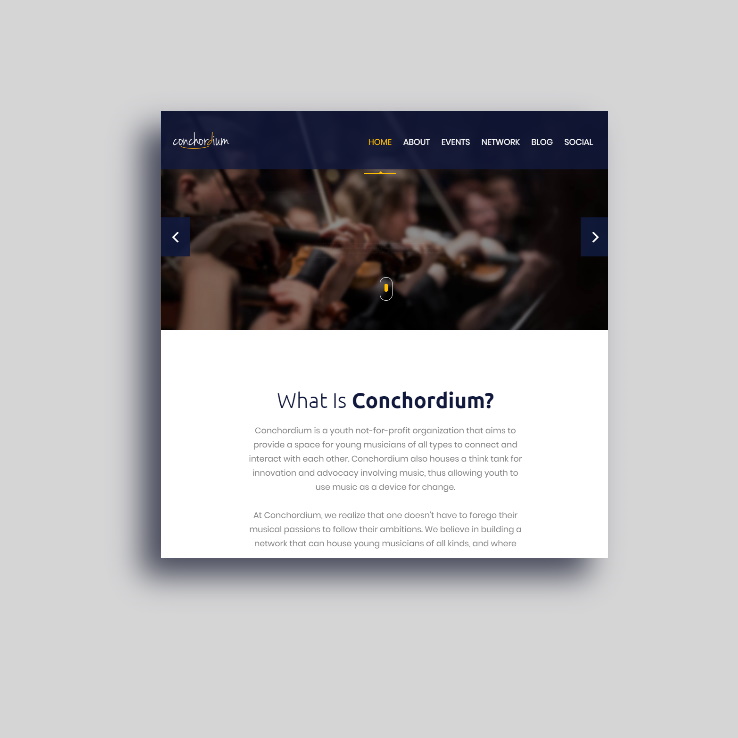 conchordium
HOME ABOUT EVENTS NETWORK BLOG SOCIAL
What Is Conchordium?
Conchordium is a youth not-for-profit organization that aims to
provide a space for young musicians of all types to connect and
interact with each other. Conchordium also houses a think tank for
innovation and advocacy involving music, thus allowing youth to
use music as a device for change.
At Conchordium, we realize that one doesn't have to forego their
musical passions to follow their ambitions. We believe in building a
network that can house young musicians of all kinds, and where